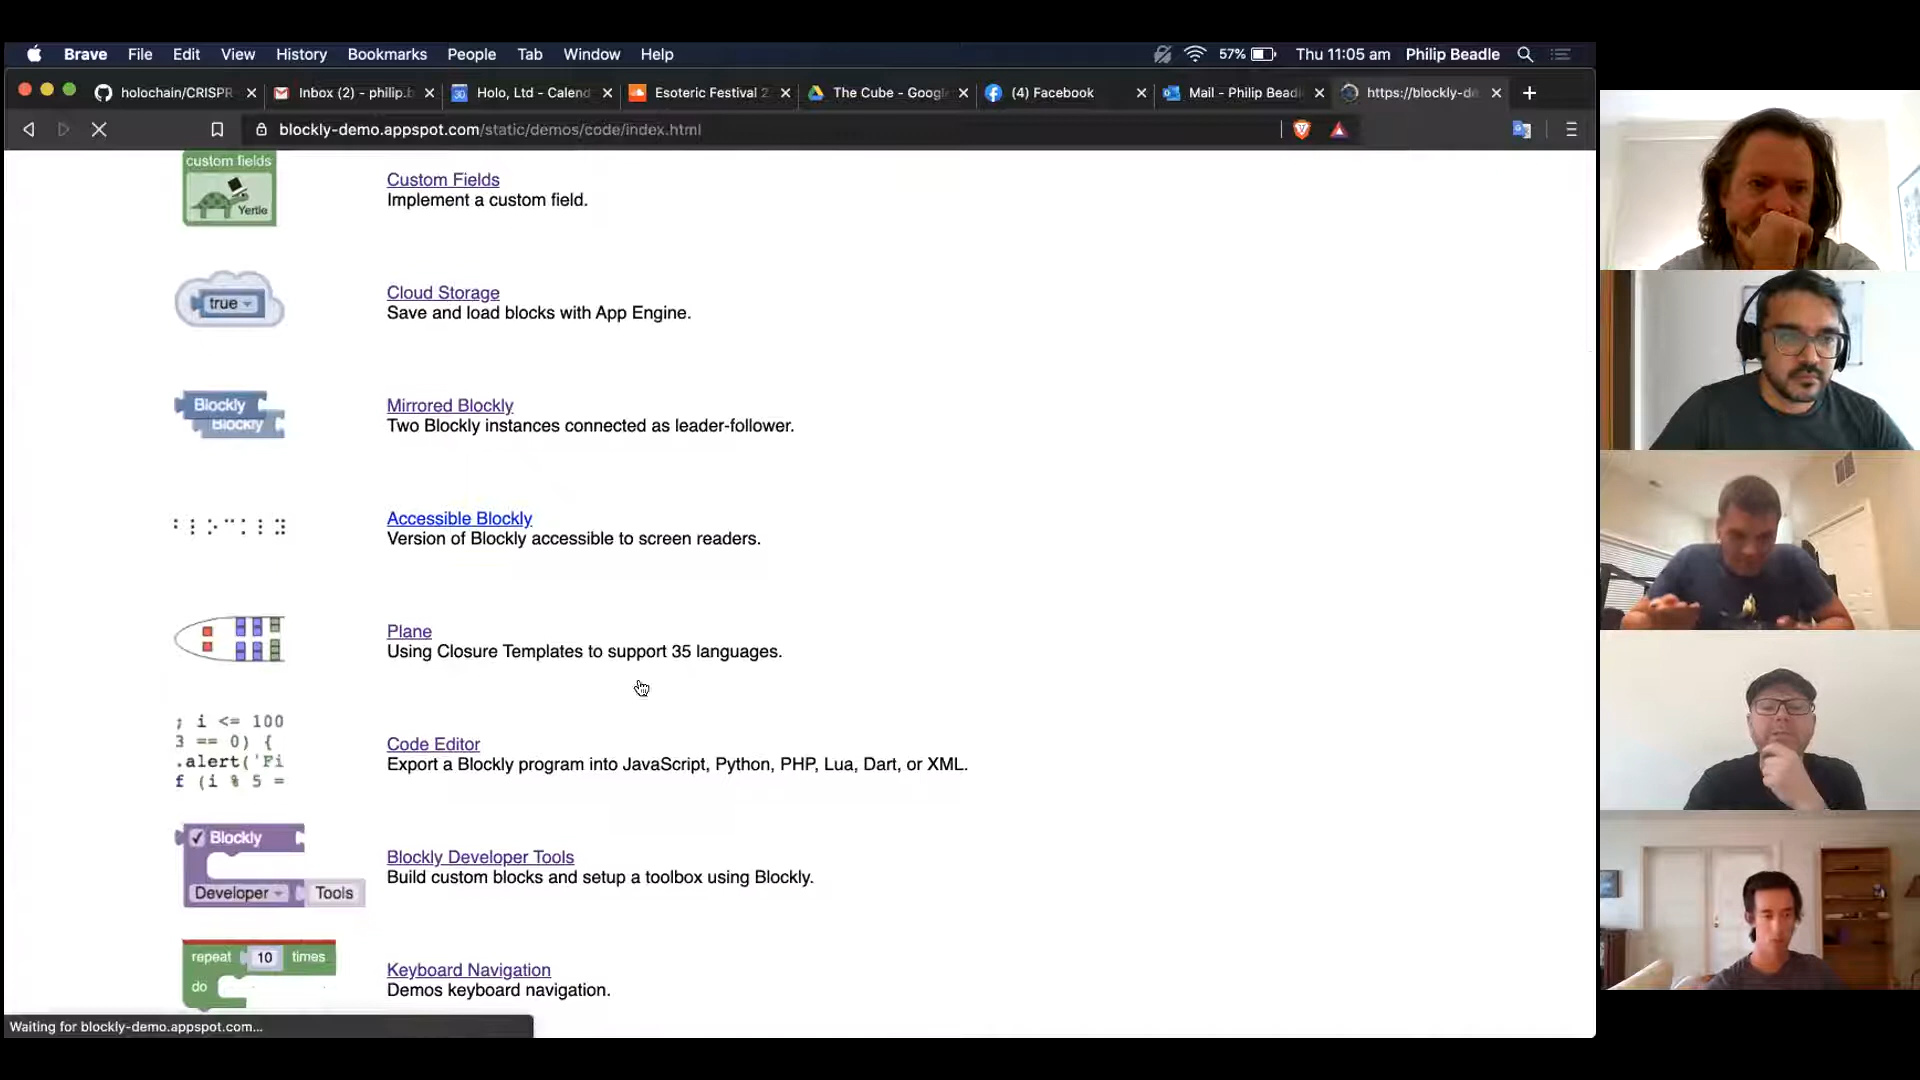 Brave File Edit View History Bookmarks People Tab Window Help 57% Thu 11:05 am Philip Beadle
holochain/CRISPR Inbox (2) - philip.b Holo, Ltd - Calend Esoteric Festival 2 The Cube - Googl (4) Facebook Mail - Philip Bead https://blockly-de
blockly-demo.appspot.com/static/demos/code/index.html
custom fields
Yertle
Custom Fields
Implement a custom field.
true
Cloud Storage
Save and load blocks with App Engine.
Blockly
Blockly
Mirrored Blockly
Two Blockly instances connected as leader-follower.
Accessible Blockly
Version of Blockly accessible to screen readers.
Plane
Using Closure Templates to support 35 languages.
; i <= 100
3 == 0) {
.alert('Fi
f (i % 5 =
Code Editor
Export a Blockly program into JavaScript, Python, PHP, Lua, Dart, or XML.
Blockly
Developer Tools
Blockly Developer Tools
Build custom blocks and setup a toolbox using Blockly.
repeat 10 times
do
Keyboard Navigation
Demos keyboard navigation.
Waiting for blockly-demo.appspot.com...